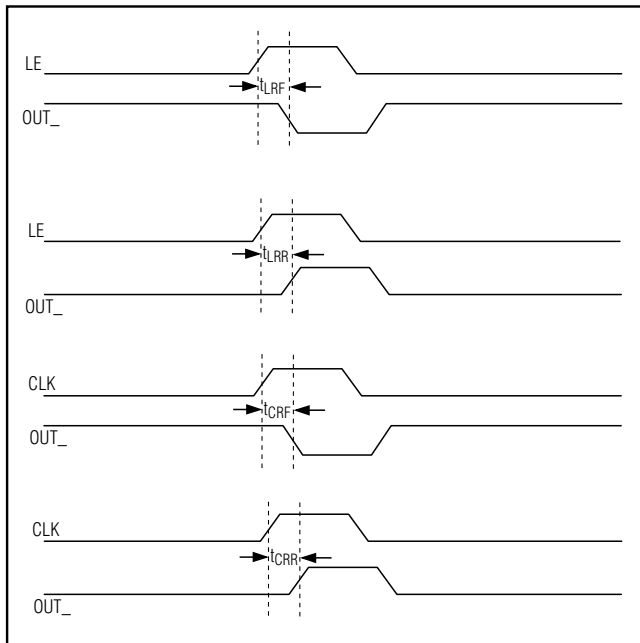 LE
tLRF
OUT_
LE
tLRR
OUT_
CLK
tCRF
OUT_
CLK
tCRR
OUT_